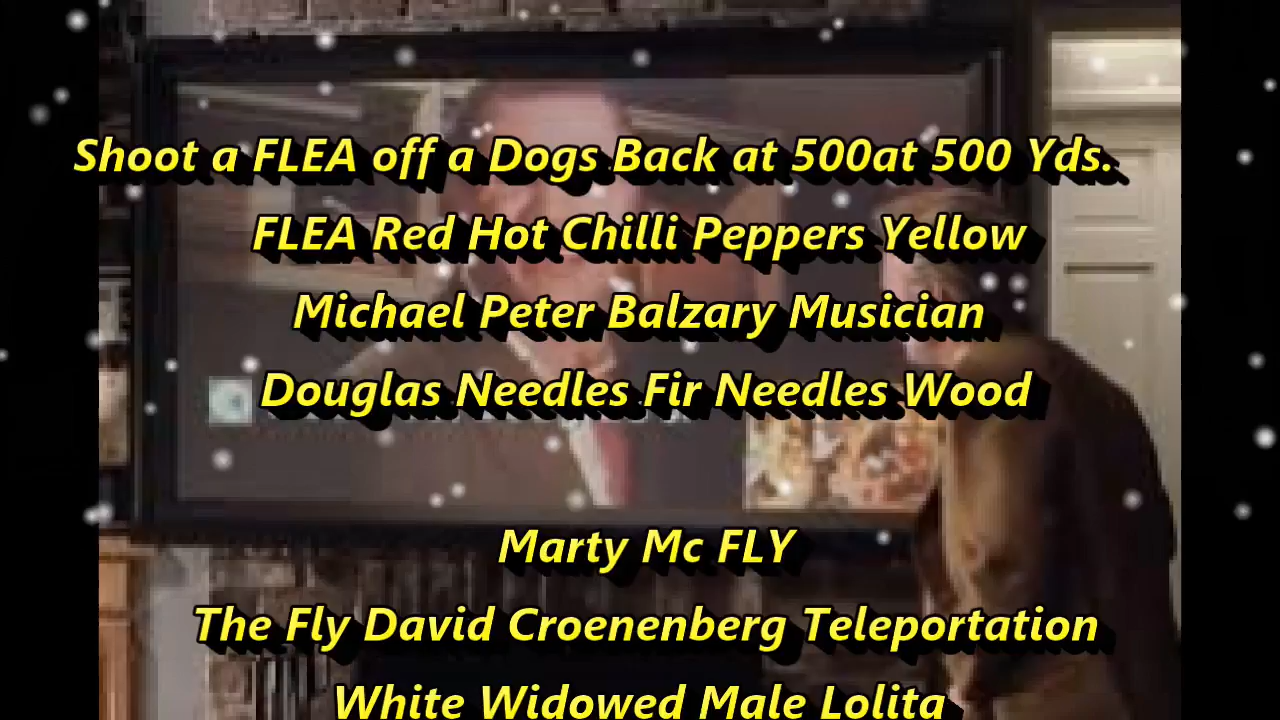 Shoot a FLEA off a Dogs Back at 500at 500 Yds.
FLEA Red Hot Chilli Peppers Yellow
Michael Peter Balzary Musician
Douglas Needles Fir Needles Wood
Marty Mc FLY
The Fly David Croenenberg Teleportation
White Widowed Male Lolita